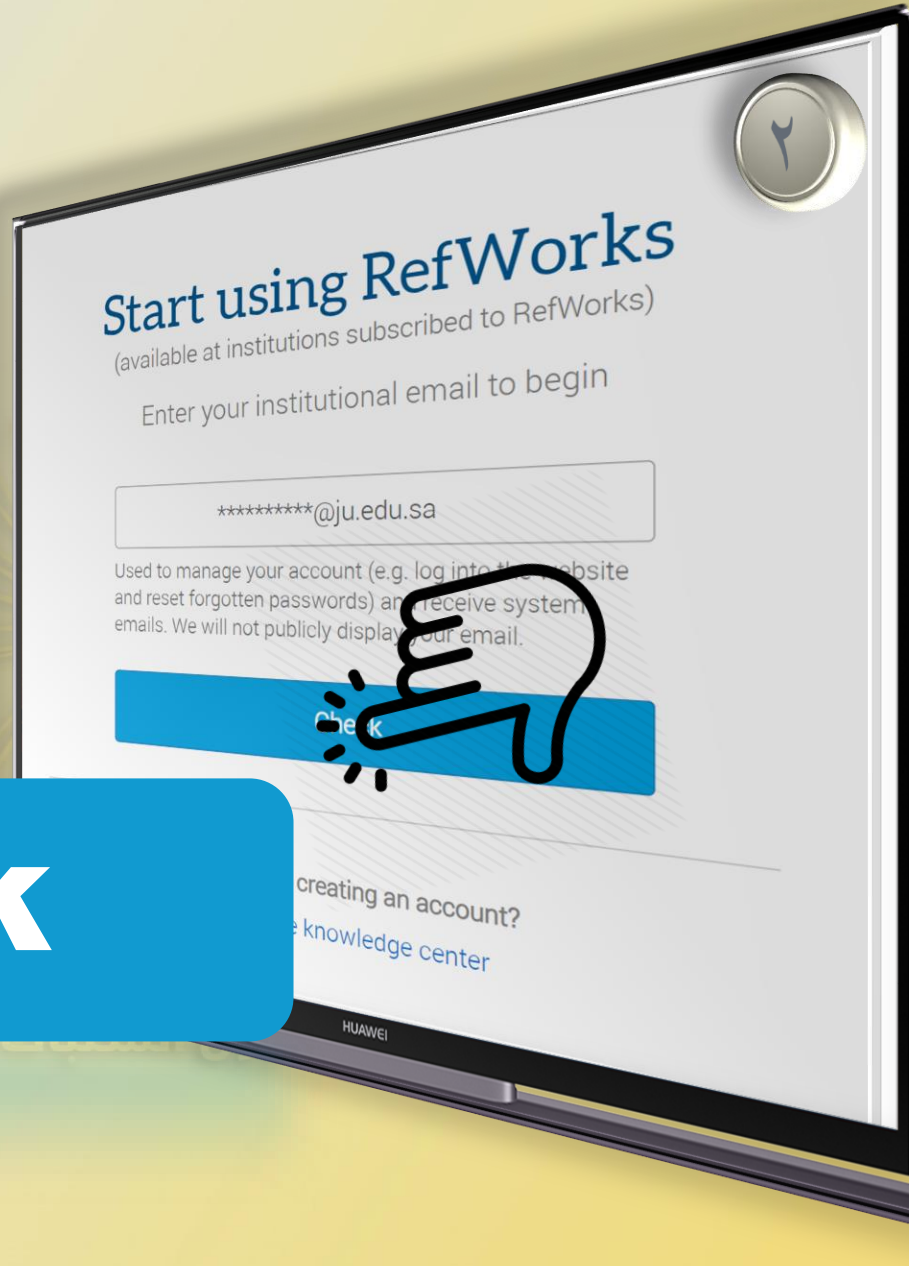 ٢
Start using RefWorks
(available at institutions subscribed to RefWorks)
Enter your institutional email to begin
**********@ju.edu.sa
Used to manage your account (e.g. log into the website
and reset forgotten passwords) and receive system
emails. We will not publicly display your email.
Check
creating an account?
knowledge center
k
HUAWEI